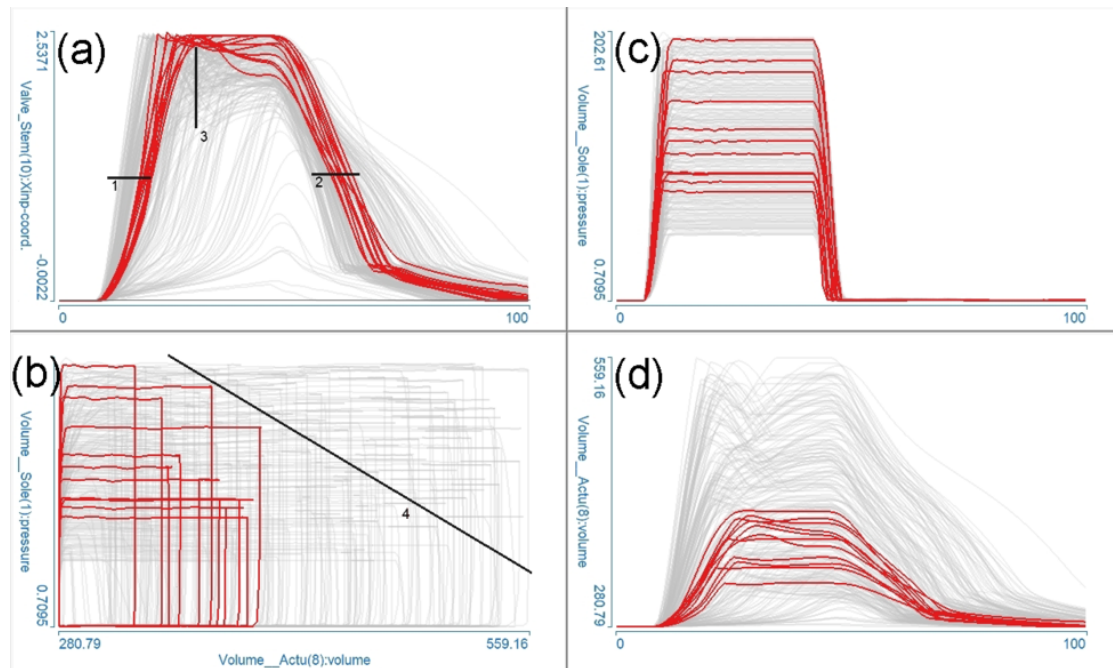 (a)
2.5371
Valve_Stem(10):Xinp-coord.
-0.0022
1
2
3
0
100
(c)
202.61
Volume__Sole(1):pressure
0.7095
0
100
(b)
Volume__Sole(1):pressure
0.7095
4
280.79
559.16
Volume__Actu(8):volume
(d)
559.16
Volume__Actu(8):volume
280.79
0
100